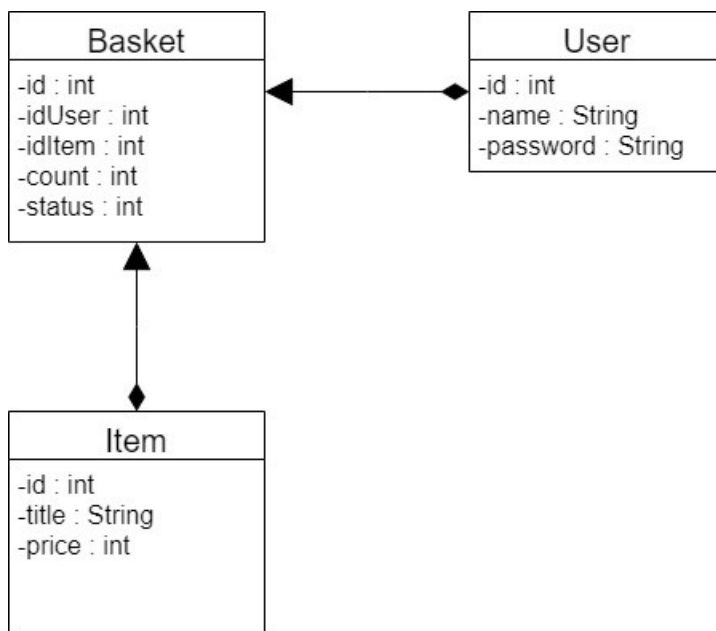 Basket
-id : int
-idUser : int
-idItem : int
-count : int
-status : int
User
-id : int
-name : String
-password : String
Item
-id : int
-title : String
-price : int